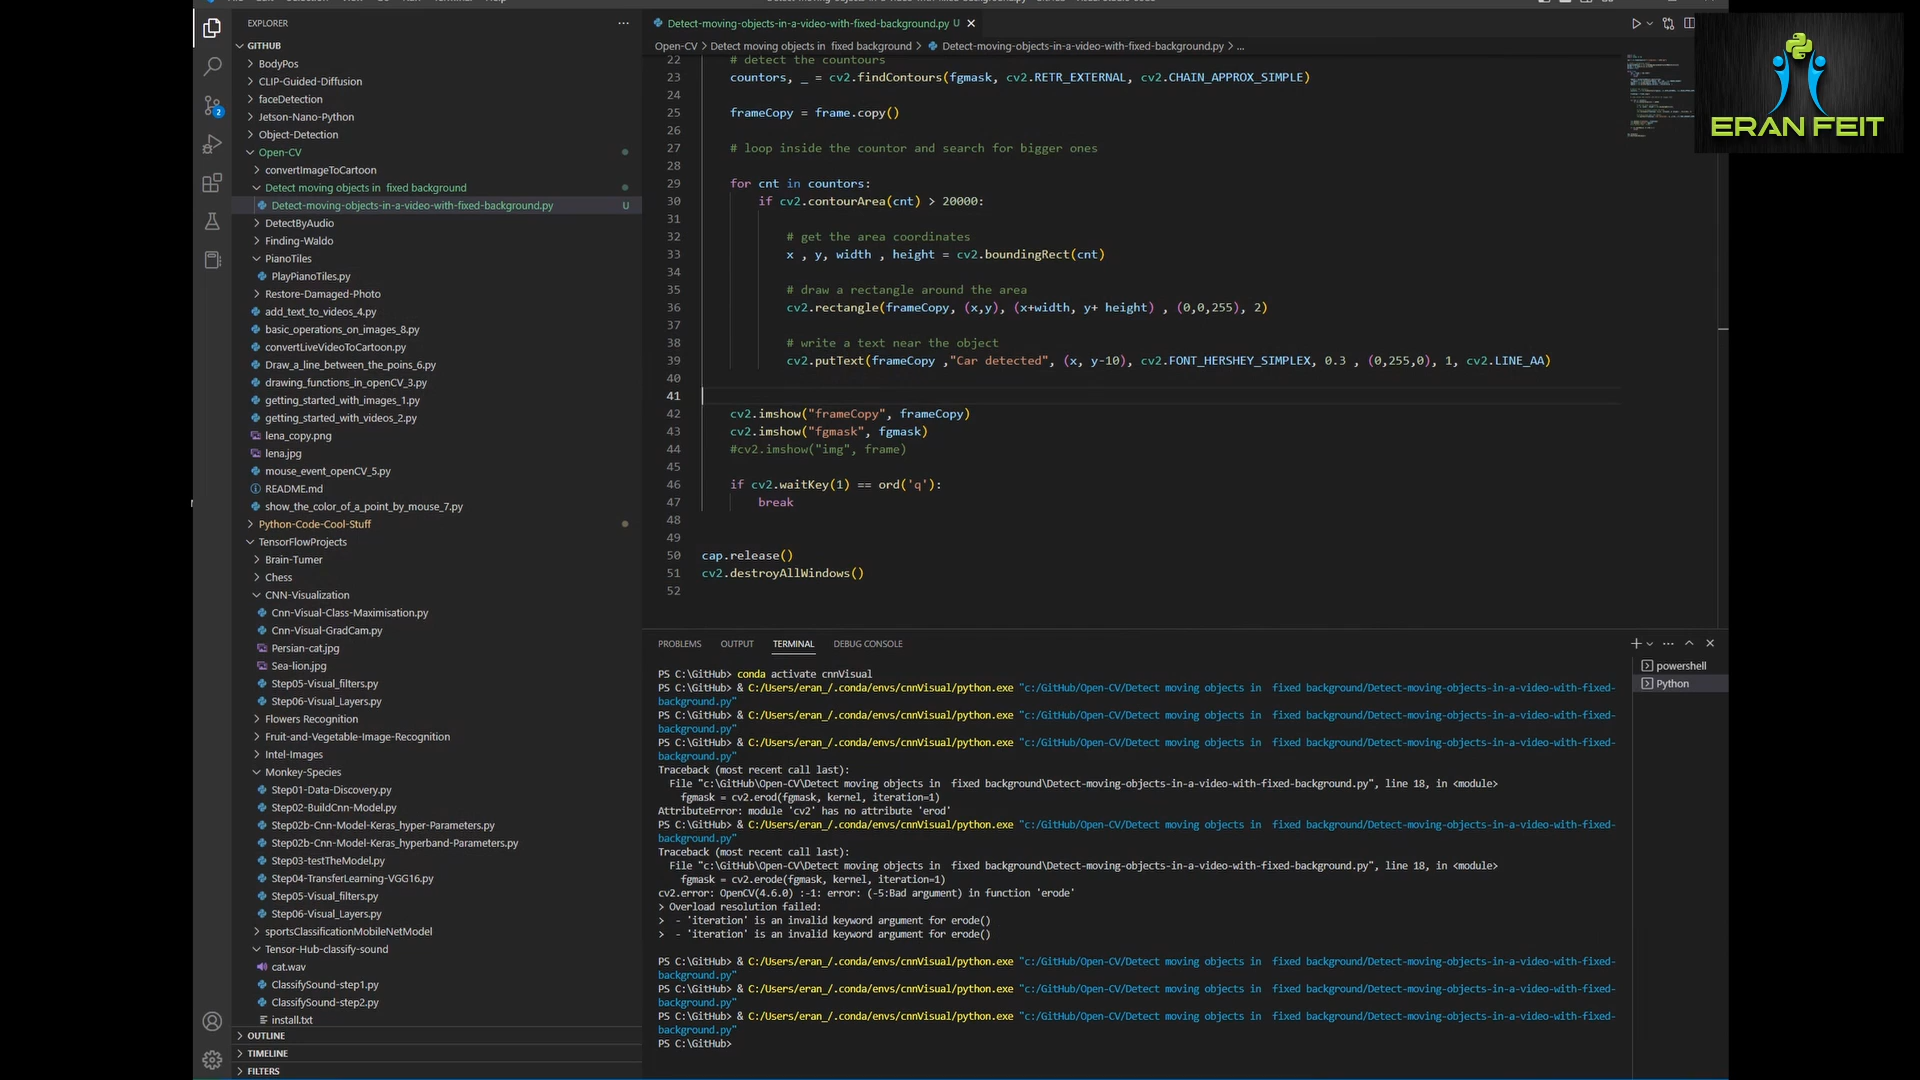 EXPLORER
GITHUB
BodyPos
CLIP-Guided-Diffusion
faceDetection
Jetson-Nano-Python
Object-Detection
Open-CV
convertImageToCartoon
Detect moving objects in  fixed background
Detect-moving-objects-in-a-video-with-fixed-background.py U
DetectByAudio
Finding-Waldo
PianoTiles
PlayPianoTiles.py
Restore-Damaged-Photo
add_text_to_videos_4.py
basic_operations_on_images_8.py
convertLiveVideoToCartoon.py
Draw_a_line_between_the_poins_6.py
drawing_functions_in_openCV_3.py
getting_started_with_images_1.py
getting_started_with_videos_2.py
lena_copy.png
lena.jpg
mouse_event_openCV_5.py
README.md
show_the_color_of_a_point_by_mouse_7.py
Python-Code-Cool-Stuff
TensorFlowProjects
Brain-Tumer
Chess
CNN-Visualization
Cnn-Visual-Class-Maximisation.py
Cnn-Visual-GradCam.py
Persian-cat.jpg
Sea-lion.jpg
Step05-Visual_filters.py
Step06-Visual_Layers.py
Flowers Recognition
Fruit-and-Vegetable-Image-Recognition
Intel-Images
Monkey-Species
Step01-Data-Discovery.py
Step02-BuildCnn-Model.py
Step02b-Cnn-Model-Keras_hyper-Parameters.py
Step02b-Cnn-Model-Keras_hyperband-Parameters.py
Step03-testTheModel.py
Step04-TransferLearning-VGG16.py
Step05-Visual_filters.py
Step06-Visual_Layers.py
sportsClassificationMobileNetModel
Tensor-Hub-classify-sound
cat.wav
ClassifySound-step1.py
ClassifySound-step2.py
install.txt
OUTLINE
TIMELINE
FILTERS
2
Detect-moving-objects-in-a-video-with-fixed-background.py U
Open-CV > Detect moving objects in  fixed background > Detect-moving-objects-in-a-video-with-fixed-background.py > ...
22 # detect the countours
23 countors, _ = cv2.findContours(fgmask, cv2.RETR_EXTERNAL, cv2.CHAIN_APPROX_SIMPLE)
24
25 frameCopy = frame.copy()
26
27 # loop inside the countor and search for bigger ones
28
29 for cnt in countors:
30 if cv2.contourArea(cnt) > 20000:
31
32 # get the area coordinates
33 x , y, width , height = cv2.boundingRect(cnt)
34
35 # draw a rectangle around the area
36 cv2.rectangle(frameCopy, (x,y), (x+width, y+ height) , (0,0,255), 2)
37
38 # write a text near the object
39 cv2.putText(frameCopy ,"Car detected", (x, y-10), cv2.FONT_HERSHEY_SIMPLEX, 0.3 , (0,255,0), 1, cv2.LINE_AA)
40
41
42 cv2.imshow("frameCopy", frameCopy)
43 cv2.imshow("fgmask", fgmask)
44 #cv2.imshow("img", frame)
45
46 if cv2.waitKey(1) == ord('q'):
47 break
48
49
50 cap.release()
51 cv2.destroyAllWindows()
52
ERAN FEIT
PROBLEMS OUTPUT TERMINAL DEBUG CONSOLE
powershell
Python
PS C:\GitHub> conda activate cnnVisual
PS C:\GitHub> & C:/Users/eran_/.conda/envs/cnnVisual/python.exe "c:/GitHub/Open-CV/Detect moving objects in  fixed background/Detect-moving-objects-in-a-video-with-fixed-
background.py"
PS C:\GitHub> & C:/Users/eran_/.conda/envs/cnnVisual/python.exe "c:/GitHub/Open-CV/Detect moving objects in  fixed background/Detect-moving-objects-in-a-video-with-fixed-
background.py"
PS C:\GitHub> & C:/Users/eran_/.conda/envs/cnnVisual/python.exe "c:/GitHub/Open-CV/Detect moving objects in  fixed background/Detect-moving-objects-in-a-video-with-fixed-
background.py"
Traceback (most recent call last):
File "c:\GitHub\Open-CV\Detect moving objects in  fixed background\Detect-moving-objects-in-a-video-with-fixed-background.py", line 18, in <module>
fgmask = cv2.erod(fgmask, kernel, iteration=1)
AttributeError: module 'cv2' has no attribute 'erod'
PS C:\GitHub> & C:/Users/eran_/.conda/envs/cnnVisual/python.exe "c:/GitHub/Open-CV/Detect moving objects in  fixed background/Detect-moving-objects-in-a-video-with-fixed-
background.py"
Traceback (most recent call last):
File "c:\GitHub\Open-CV\Detect moving objects in  fixed background\Detect-moving-objects-in-a-video-with-fixed-background.py", line 18, in <module>
fgmask = cv2.erode(fgmask, kernel, iteration=1)
cv2.error: OpenCV(4.6.0) :-1: error: (-5:Bad argument) in function 'erode'
> Overload resolution failed:
>  - 'iteration' is an invalid keyword argument for erode()
>  - 'iteration' is an invalid keyword argument for erode()
PS C:\GitHub> & C:/Users/eran_/.conda/envs/cnnVisual/python.exe "c:/GitHub/Open-CV/Detect moving objects in  fixed background/Detect-moving-objects-in-a-video-with-fixed-
background.py"
PS C:\GitHub> & C:/Users/eran_/.conda/envs/cnnVisual/python.exe "c:/GitHub/Open-CV/Detect moving objects in  fixed background/Detect-moving-objects-in-a-video-with-fixed-
background.py"
PS C:\GitHub> & C:/Users/eran_/.conda/envs/cnnVisual/python.exe "c:/GitHub/Open-CV/Detect moving objects in  fixed background/Detect-moving-objects-in-a-video-with-fixed-
background.py"
PS C:\GitHub>